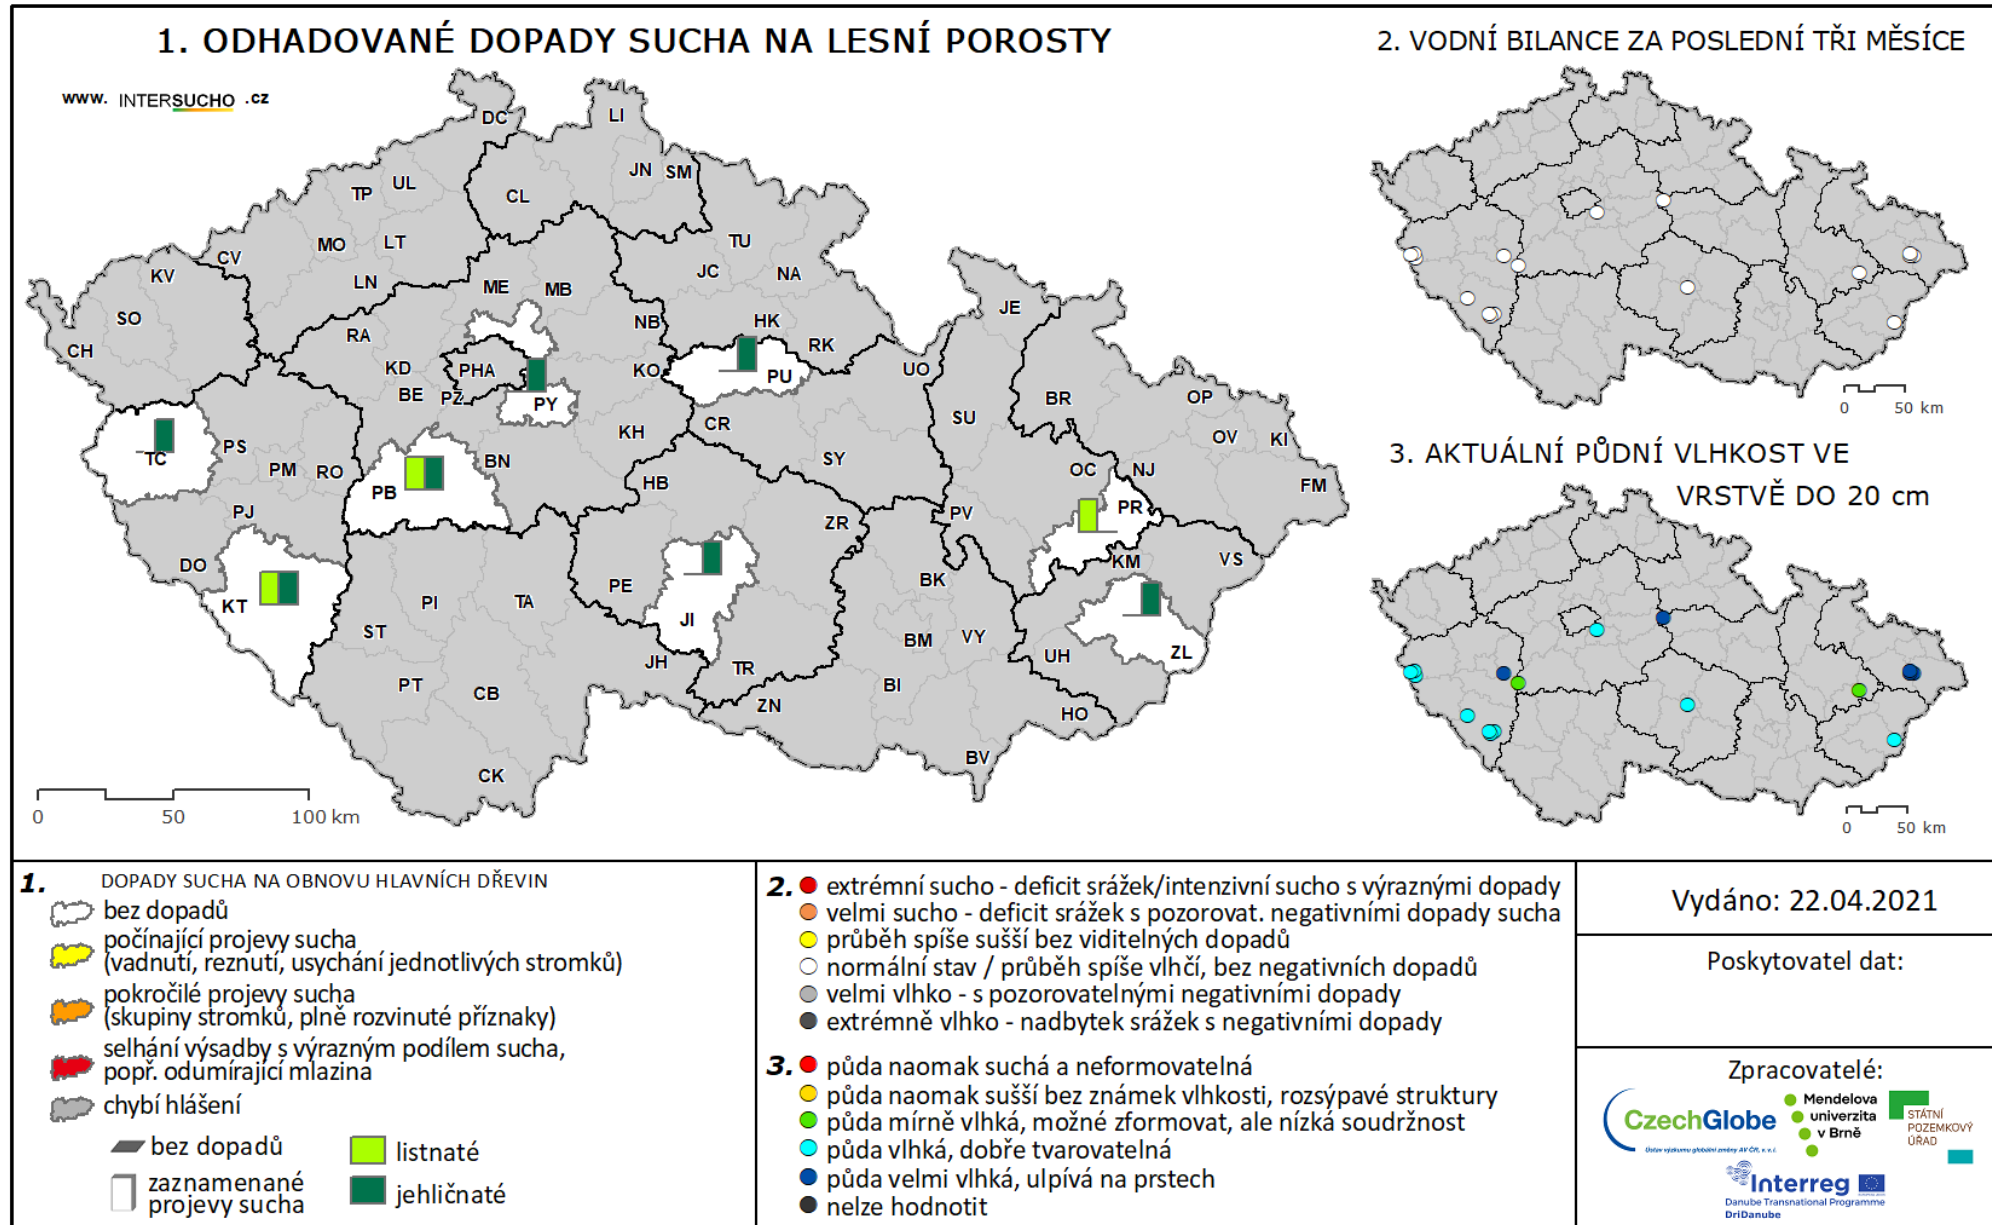 1. ODHADOVANÉ DOPADY SUCHA NA LESNÍ POROSTY
www. INTERSUCHO .cz
DC
LI
JN
SM
TP
UL
CL
MO
LT
TU
CV
KV
JC
NA
LN
ME
MB
SO
JE
RA
NB
HK
CH
RK
KD
PHA
KO
PU
UO
BE
PZ
PY
BR
OP
SU
CR
KH
OV
KI
TC
PS
PM
RO
BN
SY
OC
NJ
PB
HB
FM
PR
PJ
ZR
PV
DO
KM
VS
BK
PE
KT
PI
TA
JI
ST
BM
VY
UH
ZL
JH
TR
PT
CB
BI
ZN
HO
BV
CK
0 50 100 km
2. VODNÍ BILANCE ZA POSLEDNÍ TŘI MĚSÍCE
0 50 km
3. AKTUÁLNÍ PŮDNÍ VLHKOST VE
VRSTVĚ DO 20 cm
0 50 km
1. DOPADY SUCHA NA OBNOVU HLAVNÍCH DŘEVIN
bez dopadů
počínající projevy sucha
(vadnutí, reznutí, usychání jednotlivých stromků)
pokročilé projevy sucha
(skupiny stromků, plně rozvinuté příznaky)
selhání výsadby s výrazným podílem sucha,
popř. odumírající mlazina
chybí hlášení
bez dopadů
listnaté
zaznamenané
projevy sucha
jehličnaté
2. extrémní sucho - deficit srážek/intenzivní sucho s výraznými dopady
velmi sucho - deficit srážek s pozorovat. negativními dopady sucha
průběh spíše sušší bez viditelných dopadů
normální stav / průběh spíše vlhčí, bez negativních dopadů
velmi vlhko - s pozorovatelnými negativními dopady
extrémně vlhko - nadbytek srážek s negativními dopady
3. půda naomak suchá a neformovatelná
půda naomak sušší bez známek vlhkosti, rozsýpavé struktury
půda mírně vlhká, možné zformovat, ale nízká soudržnost
půda vlhká, dobře tvarovatelná
půda velmi vlhká, ulpívá na prstech
nelze hodnotit
Vydáno: 22.04.2021
Poskytovatel dat:
Zpracovatelé:
CzechGlobe
Ústav výzkumu globální změny AV ČR, v. v. i.
Mendelova
univerzita
v Brně
STÁTNÍ
POZEMKOVÝ
ÚŘAD
Interreg
Danube Transnational Programme
DriDanube